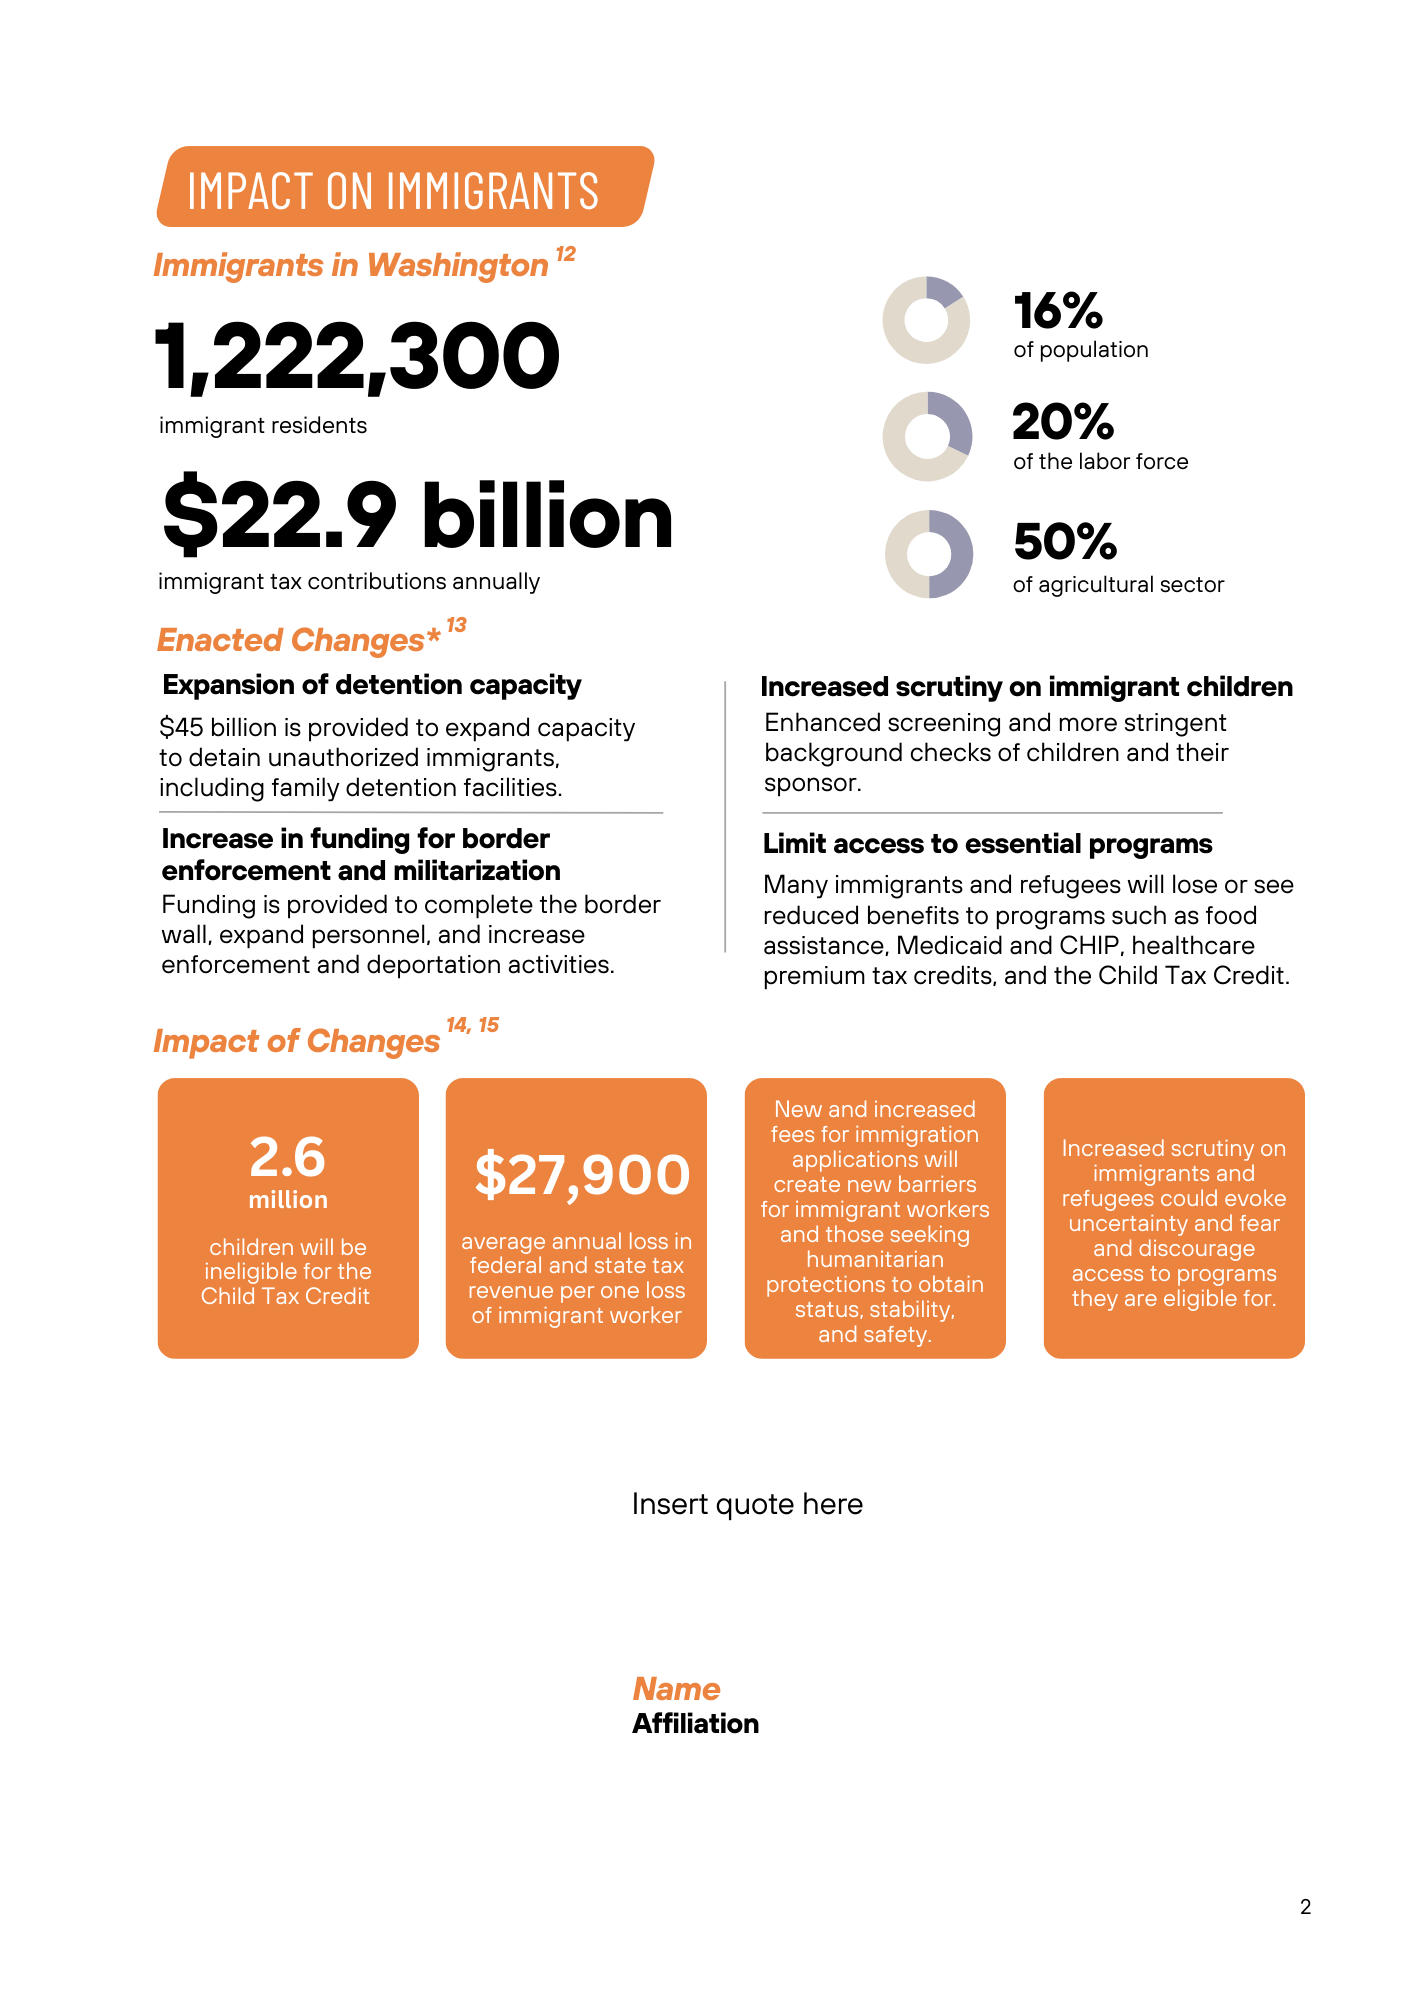 IMPACT ON IMMIGRANTS
Immigrants in Washington 12
1,222,300
immigrant residents
$22.9 billion
immigrant tax contributions annually
16%
of population
20%
of the labor force
50%
of agricultural sector
Enacted Changes* 13
Expansion of detention capacity
$45 billion is provided to expand capacity
to detain unauthorized immigrants,
including family detention facilities.
Increase in funding for border
enforcement and militarization
Funding is provided to complete the border
wall, expand personnel, and increase
enforcement and deportation activities.
Increased scrutiny on immigrant children
Enhanced screening and more stringent
background checks of children and their
sponsor.
Limit access to essential programs
Many immigrants and refugees will lose or see
reduced benefits to programs such as food
assistance, Medicaid and CHIP, healthcare
premium tax credits, and the Child Tax Credit.
Impact of Changes 14, 15
2.6
million
children will be
ineligible for the
Child Tax Credit
$27,900
average annual loss in
federal and state tax
revenue per one loss
of immigrant worker
New and increased
fees for immigration
applications will
create new barriers
for immigrant workers
and those seeking
humanitarian
protections to obtain
status, stability,
and safety.
Increased scrutiny on
immigrants and
refugees could evoke
uncertainty and fear
and discourage
access to programs
they are eligible for.
Insert quote here
Name
Affiliation
2